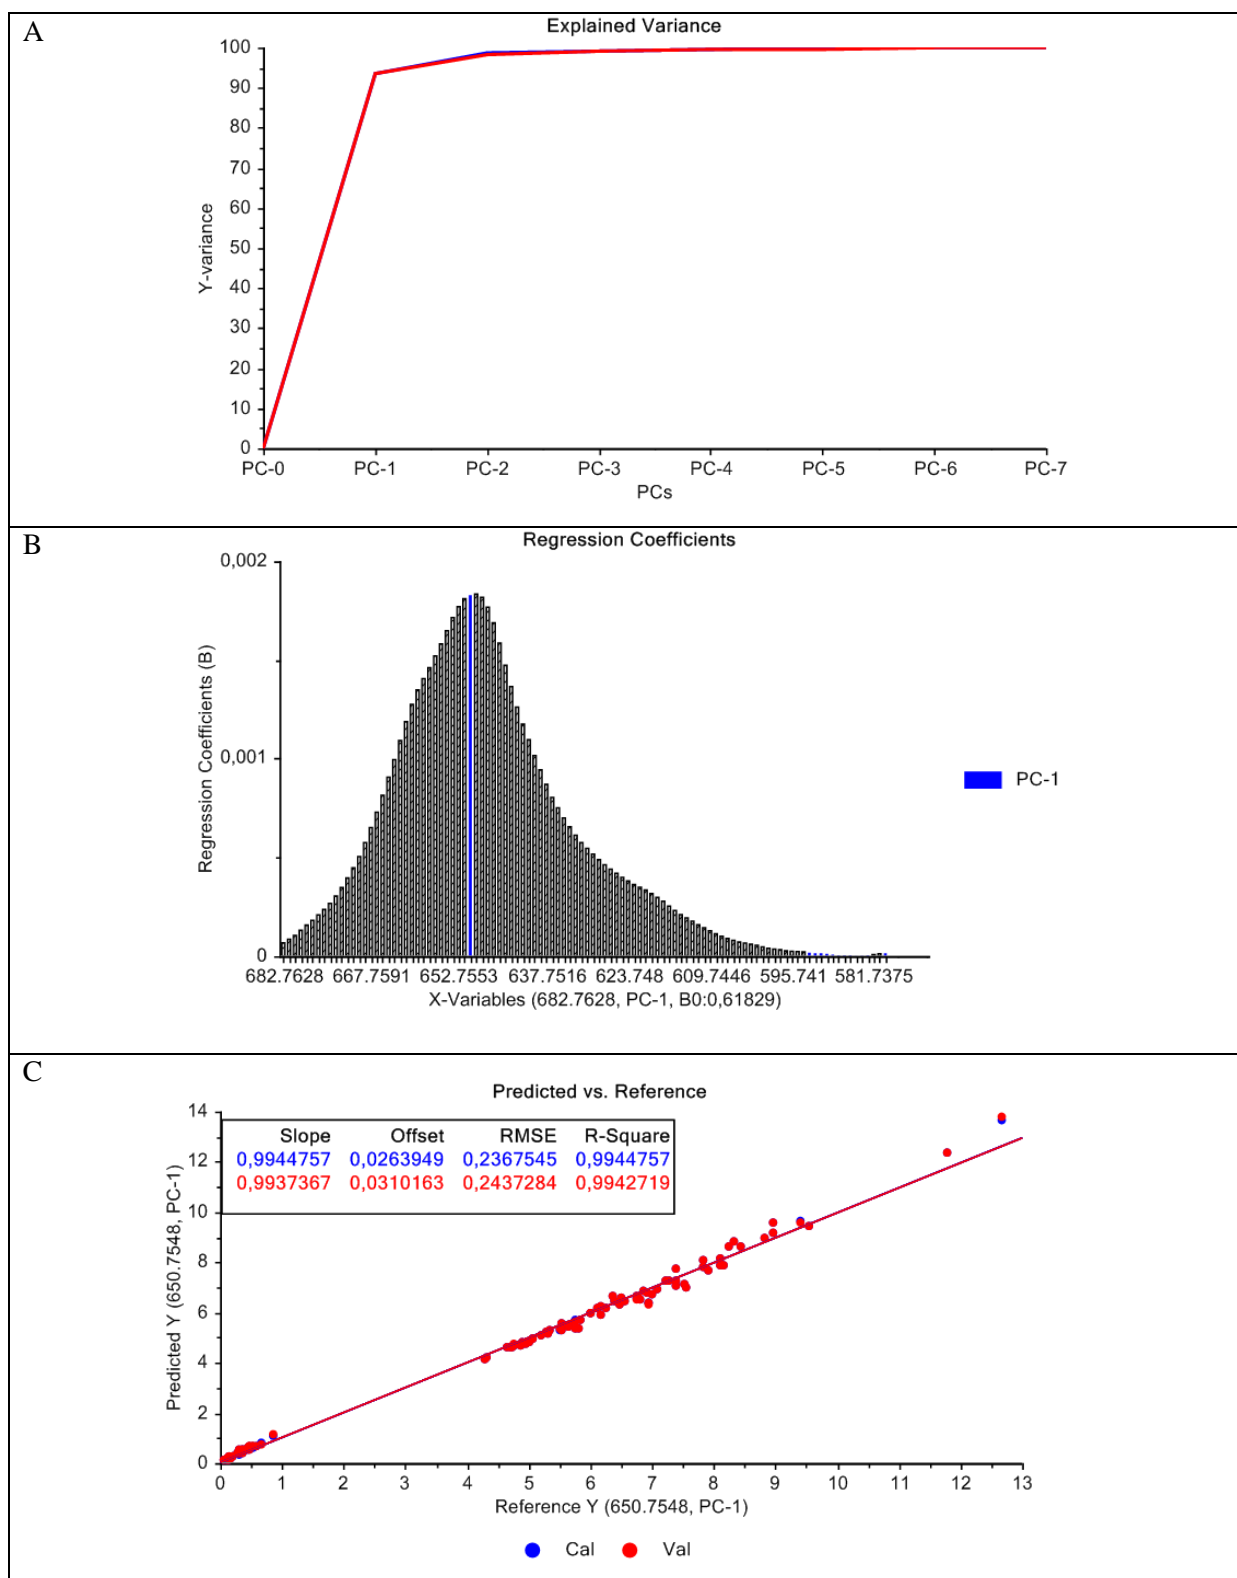 A
Explained Variance
100
90
80
70
60
50
40
30
20
10
0
Y-variance
PC-0 PC-1 PC-2 PC-3 PC-4 PC-5 PC-6 PC-7
PCs
B
Regression Coefficients
0,002
0,001
0
Regression Coefficients (B)
PC-1
682.7628 667.7591 652.7553 637.7516 623.748 609.7446 595.741 581.7375
X-Variables (682.7628, PC-1, B0:0,61829)
C
Predicted vs. Reference
14
12
10
8
6
4
2
0
Predicted Y (650.7548, PC-1)
Slope Offset RMSE R-Square
0,9944757 0,0263949 0,2367545 0,9944757
0,9937367 0,0310163 0,2437284 0,9942719
0 1 2 3 4 5 6 7 8 9 10 11 12 13
Reference Y (650.7548, PC-1)
Cal Val